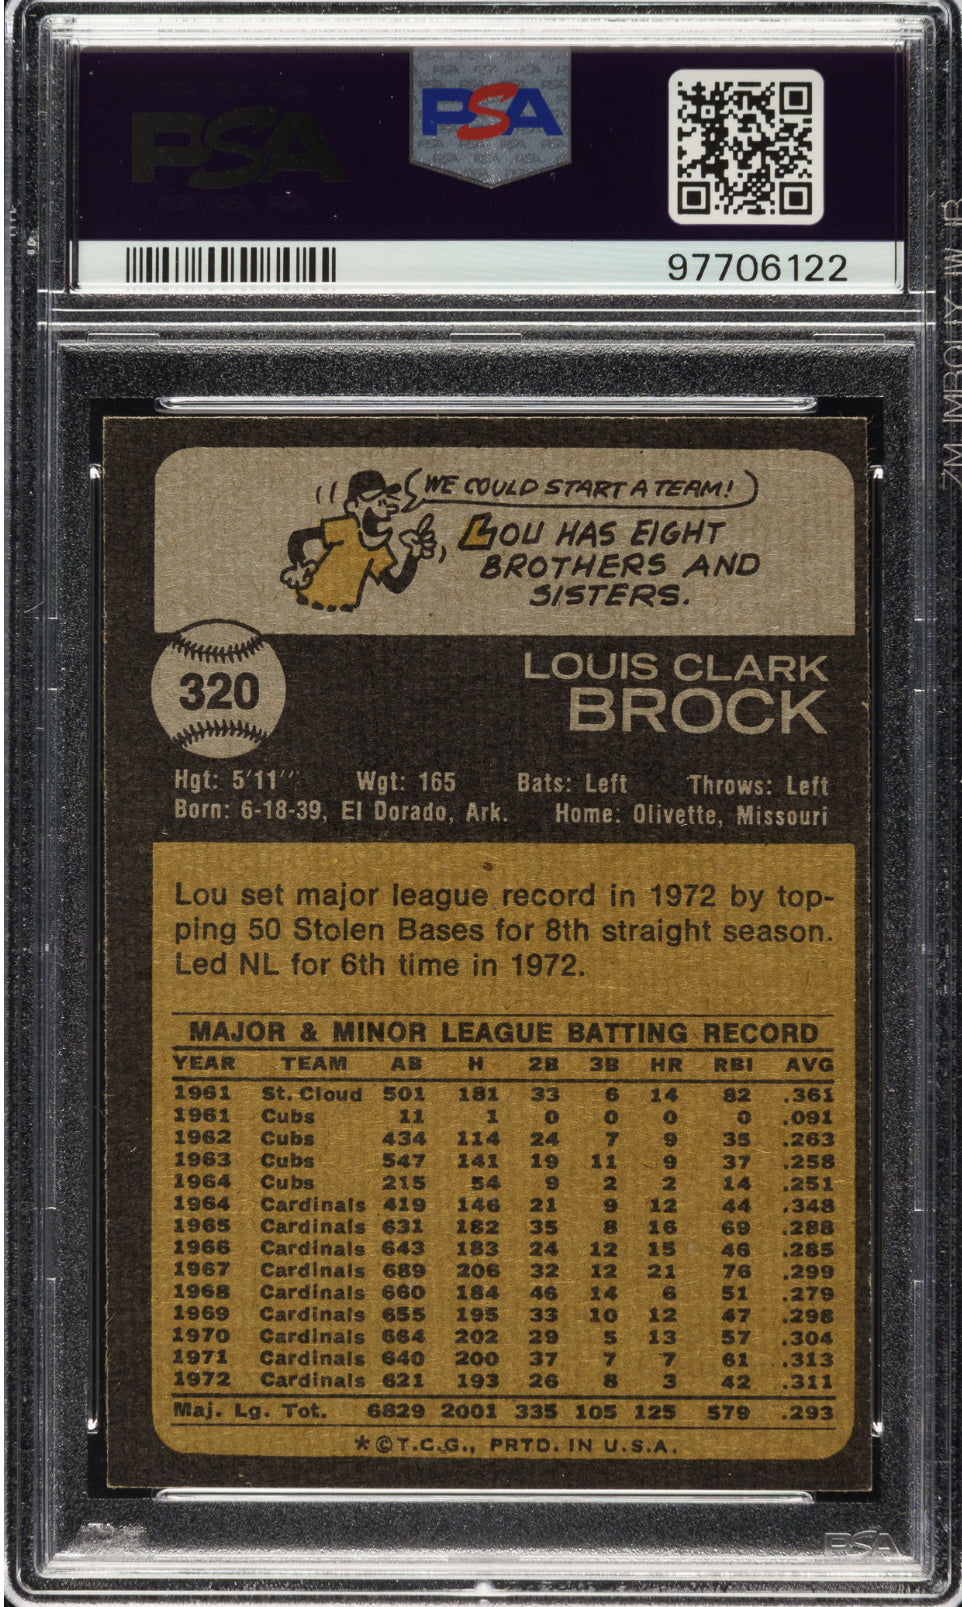 PSA
PSA
97706122
WE COULD START A TEAM!
LOU HAS EIGHT
BROTHERS AND
SISTERS.
320
LOUIS CLARK
BROCK
Hgt: 5'11" Wgt: 165 Bats: Left Throws: Left
Born: 6-18-39, El Dorado, Ark. Home: Olivette, Missouri
Lou set major league record in 1972 by top-
ping 50 Stolen Bases for 8th straight season.
Led NL for 6th time in 1972.
MAJOR & MINOR LEAGUE BATTING RECORD
YEAR TEAM AB H 2B 3B HR RBI AVG
1961 St. Cloud 501 181 33 6 14 82 .361
1961 Cubs 11 1 0 0 0 0 .091
1962 Cubs 434 114 24 7 9 35 .263
1963 Cubs 547 141 19 11 9 37 .258
1964 Cubs 215 54 9 2 2 14 .251
1964 Cardinals 419 146 21 9 12 44 .348
1965 Cardinals 631 182 35 8 16 69 .288
1966 Cardinals 643 183 24 12 15 46 .285
1967 Cardinals 689 206 32 12 21 76 .299
1968 Cardinals 660 184 46 14 6 51 .279
1969 Cardinals 655 195 33 10 12 47 .298
1970 Cardinals 664 202 29 5 13 57 .304
1971 Cardinals 640 200 37 7 7 61 .313
1972 Cardinals 621 193 26 8 3 42 .311
Maj. Lg. Tot. 6829 2001 335 105 125 579 .293
*©T.C.G., PRTD. IN U.S.A.
PSA